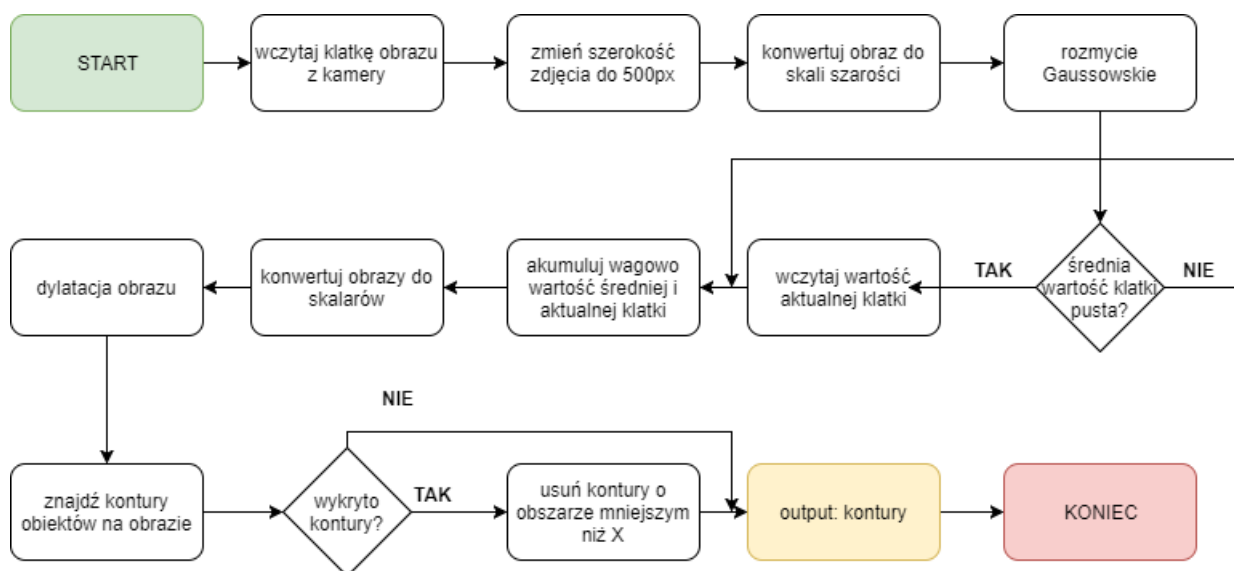 START
wczytaj klatkę obrazu
z kamery
zmień szerokość
zdjęcia do 500px
konwertuj obraz do
skali szarości
rozmycie
Gaussowskie
dylatacja obrazu
konwertuj obrazy do
skalarów
akumuluj wagowo
wartość średniej i
aktualnej klatki
wczytaj wartość
aktualnej klatki
TAK
średnia
wartość klatki
pusta?
NIE
NIE
znajdź kontury
obiektów na obrazie
wykryto
kontury?
TAK
usuń kontury o
obszarze mniejszym
niż X
output: kontury
KONIEC